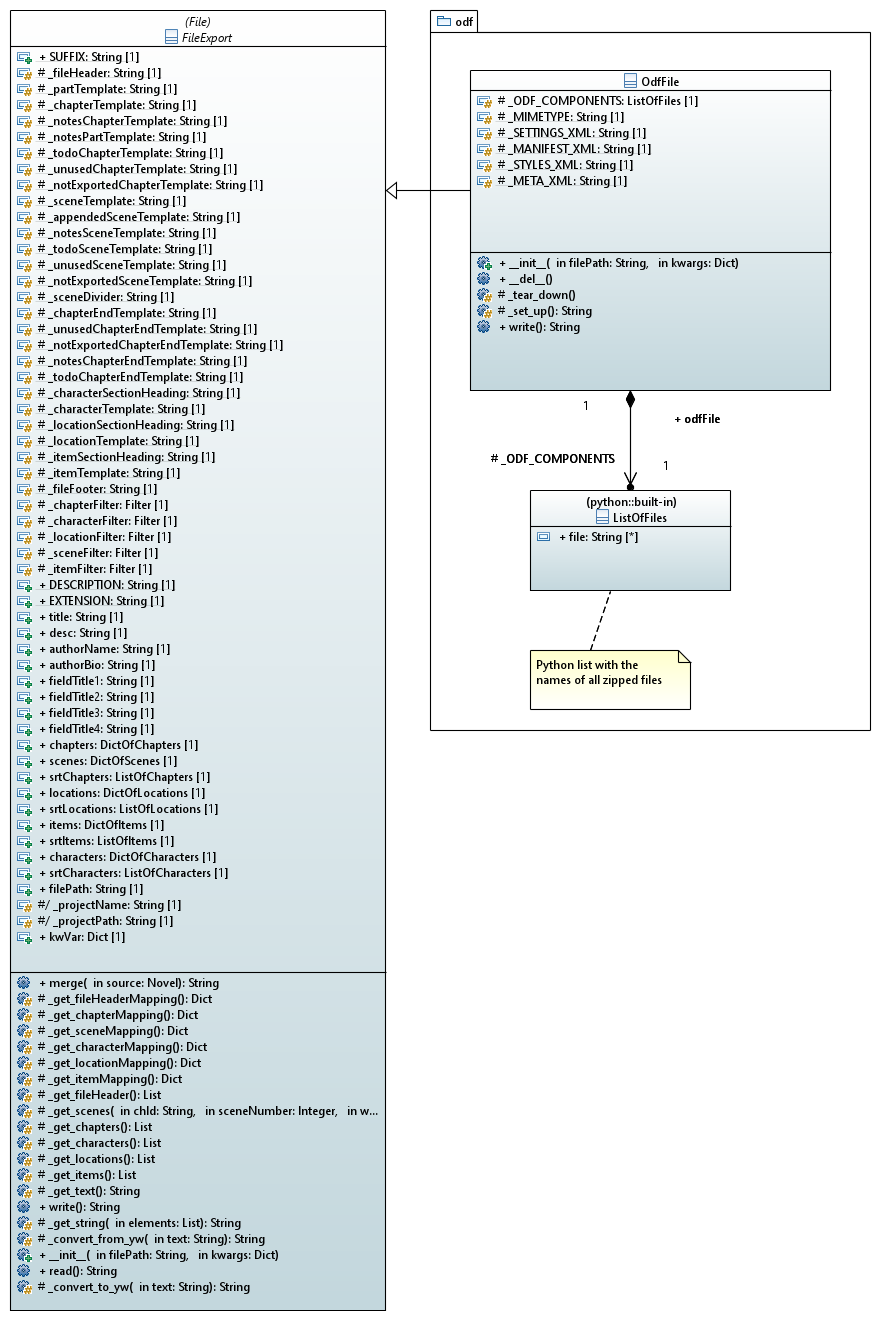 (File)
FileExport
+ SUFFIX: String [1]
# _fileHeader: String [1]
# _partTemplate: String [1]
# _chapterTemplate: String [1]
# _notesChapterTemplate: String [1]
# _notesPartTemplate: String [1]
# _todoChapterTemplate: String [1]
# _unusedChapterTemplate: String [1]
# _notExportedChapterTemplate: String [1]
# _sceneTemplate: String [1]
# _appendedSceneTemplate: String [1]
# _notesSceneTemplate: String [1]
# _todoSceneTemplate: String [1]
# _unusedSceneTemplate: String [1]
# _notExportedSceneTemplate: String [1]
# _sceneDivider: String [1]
# _chapterEndTemplate: String [1]
# _unusedChapterEndTemplate: String [1]
# _notExportedChapterEndTemplate: String [1]
# _notesChapterEndTemplate: String [1]
# _todoChapterEndTemplate: String [1]
# _characterSectionHeading: String [1]
# _characterTemplate: String [1]
# _locationSectionHeading: String [1]
# _locationTemplate: String [1]
# _itemSectionHeading: String [1]
# _itemTemplate: String [1]
# _fileFooter: String [1]
# _chapterFilter: Filter [1]
# _characterFilter: Filter [1]
# _locationFilter: Filter [1]
# _sceneFilter: Filter [1]
# _itemFilter: Filter [1]
+ DESCRIPTION: String [1]
+ EXTENSION: String [1]
+ title: String [1]
+ desc: String [1]
+ authorName: String [1]
+ authorBio: String [1]
+ fieldTitle1: String [1]
+ fieldTitle2: String [1]
+ fieldTitle3: String [1]
+ fieldTitle4: String [1]
+ chapters: DictOfChapters [1]
+ scenes: DictOfScenes [1]
+ srtChapters: ListOfChapters [1]
+ locations: DictOfLocations [1]
+ srtLocations: ListOfLocations [1]
+ items: DictOfItems [1]
+ srtItems: ListOfItems [1]
+ characters: DictOfCharacters [1]
+ srtCharacters: ListOfCharacters [1]
+ filePath: String [1]
#/ _projectName: String [1]
#/ _projectPath: String [1]
+ kwVar: Dict [1]
+ merge(  in source: Novel): String
# _get_fileHeaderMapping(): Dict
# _get_chapterMapping(): Dict
# _get_sceneMapping(): Dict
# _get_characterMapping(): Dict
# _get_locationMapping(): Dict
# _get_itemMapping(): Dict
# _get_fileHeader(): List
# _get_scenes(  in chId: String,   in sceneNumber: Integer,   in w...
# _get_chapters(): List
# _get_characters(): List
# _get_locations(): List
# _get_items(): List
# _get_text(): String
+ write(): String
# _get_string(  in elements: List): String
# _convert_from_yw(  in text: String): String
+ __init__(  in filePath: String,   in kwargs: Dict)
+ read(): String
# _convert_to_yw(  in text: String): String
odf
OdfFile
# _ODF_COMPONENTS: ListOfFiles [1]
# _MIMETYPE: String [1]
# _SETTINGS_XML: String [1]
# _MANIFEST_XML: String [1]
# _STYLES_XML: String [1]
# _META_XML: String [1]
+ __init__(  in filePath: String,   in kwargs: Dict)
+ __del__()
# _tear_down()
# _set_up(): String
+ write(): String
1
+ odfFile
# _ODF_COMPONENTS
1
(python::built-in)
ListOfFiles
+ file: String [*]
Python list with the
names of all zipped files